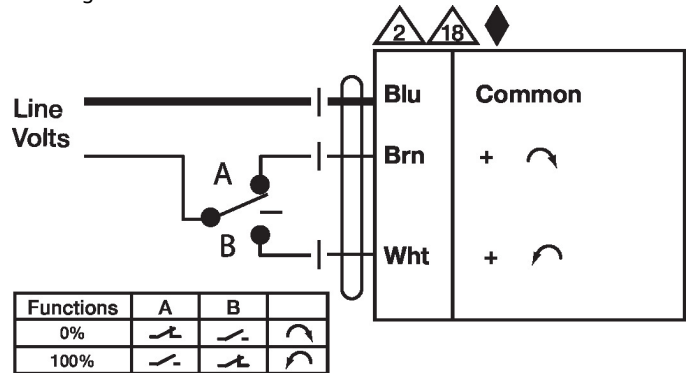 2 18
Line
Volts
Blu Common
A
Brn +
B
Wht +
Functions A B
0%
100%